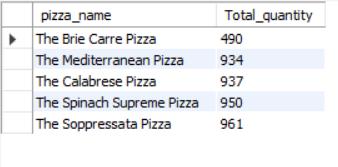 pizza_name Total_quantity
The Brie Carre Pizza 490
The Mediterranean Pizza 934
The Calabrese Pizza 937
The Spinach Supreme Pizza 950
The Soppressata Pizza 961